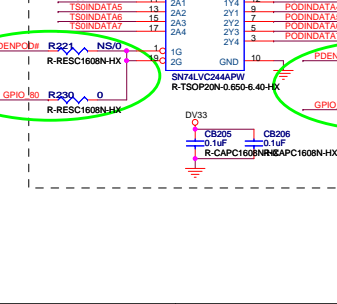 2A1 1Y4
TS0INDATA5 13 2A2 2Y1 9 PODINDATA
TS0INDATA6 15 2A3 2Y2 7 PODINDATA
TS0INDATA7 17 2A4 2Y3 5 PODINDATA
2Y4 3
DENPOD# R221 NS/0 1 1G
19 2G GND 10 PDEN
R-RESC1608N-HX
SN74LVC244APW
R-TSOP20N-0.650-6.40-HX
GPIO_80 R230 0
GPIO
R-RESC1608N-HX
DV33
CB205 CB206
0.1uF 0.1uF
R-CAPC1608N-HX R-CAPC1608N-HX